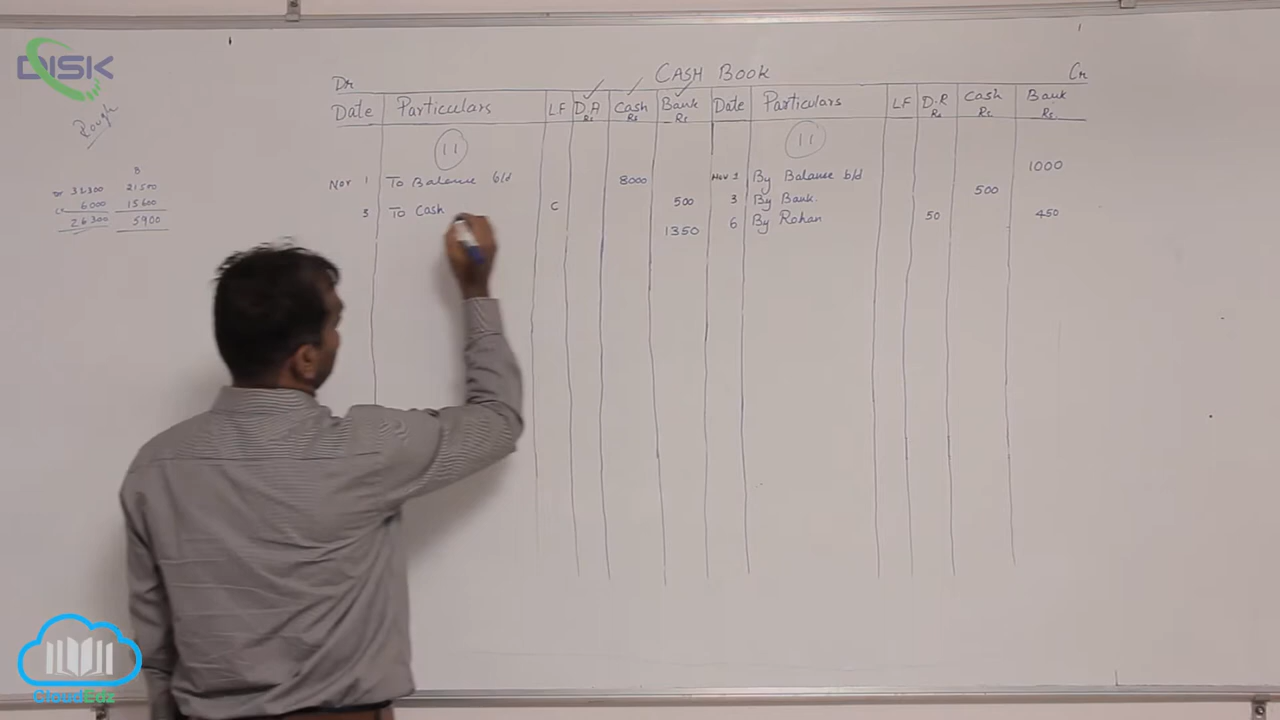 DISK
Rough
B
Dr 32300 21500
Cr 6000 15600
26300 5900
CASH BOOK
Dr Cr
Date Particulars LF D.A Rs Cash Rs Bank Rs Date Particulars LF D.R Rs Cash Rs Bank Rs
11 11
Nov 1 To Balance b/d 8000 Nov 1 By Balance b/d 1000
3 To Cash C 500 3 By Bank. 500
1350 6 By Rohan 50 450
CloudEdz